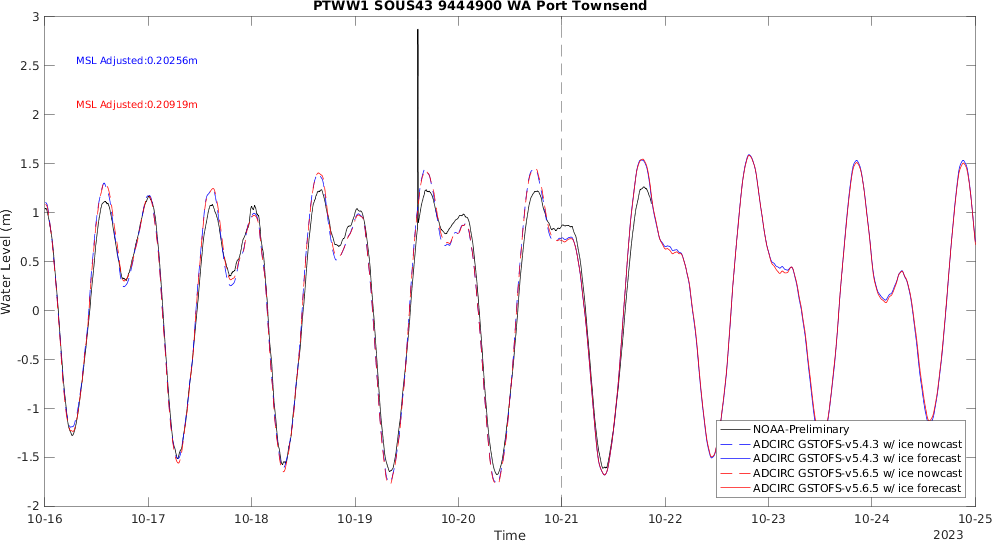 PTWW1 SOUS43 9444900 WA Port Townsend
MSL Adjusted:0.20256m
MSL Adjusted:0.20919m
Water Level (m)
3
2.5
2
1.5
1
0.5
0
-0.5
-1
-1.5
-2
NOAA-Preliminary
ADCIRC GSTOFS-v5.4.3 w/ ice nowcast
ADCIRC GSTOFS-v5.4.3 w/ ice forecast
ADCIRC GSTOFS-v5.6.5 w/ ice nowcast
ADCIRC GSTOFS-v5.6.5 w/ ice forecast
10-16 10-17 10-18 10-19 10-20 10-21 10-22 10-23 10-24 10-25
Time
2023